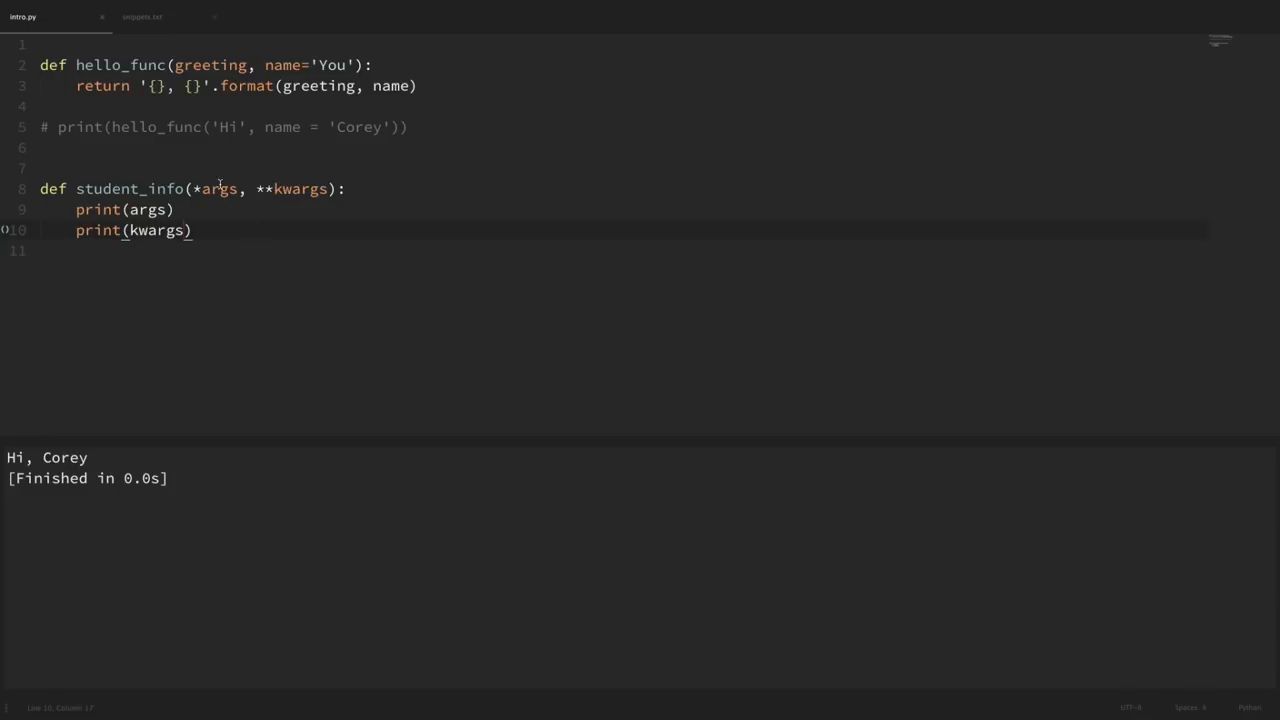 intro.py × snippets.txt ×
1
2 def hello_func(greeting, name='You'):
3 return '{}, {}'.format(greeting, name)
4
5 # print(hello_func('Hi', name = 'Corey'))
6
7
8 def student_info(*args, **kwargs):
9 print(args)
()10 print(kwargs)
11
Hi, Corey
[Finished in 0.0s]
Line 10, Column 17 UTF-8 Spaces: 4 Python